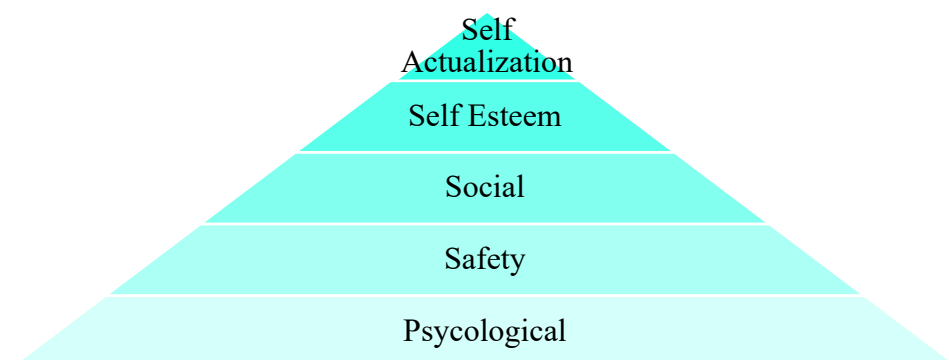 Self
Actualization
Self Esteem
Social
Safety
Psycological